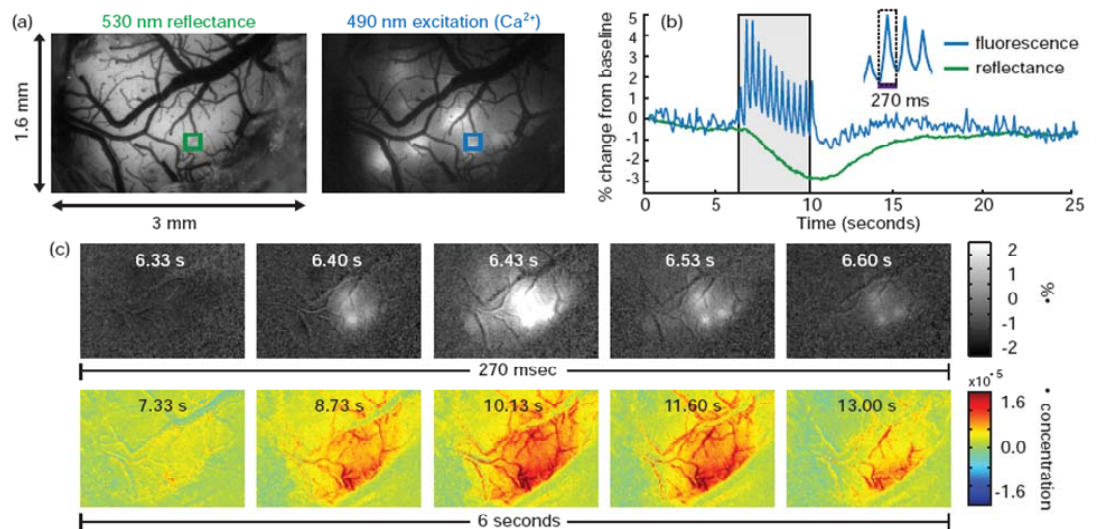 (a)
530 nm reflectance
490 nm excitation (Ca²⁺)
1.6 mm
3 mm
(b)
% change from baseline
5
4
3
2
1
0
-1
-2
-3
0
5
10
15
20
25
Time (seconds)
270 ms
fluorescence
reflectance
(c)
6.33 s
6.40 s
6.43 s
6.53 s
6.60 s
2
1
0
-1
-2
%•
270 msec
7.33 s
8.73 s
10.13 s
11.60 s
13.00 s
x10⁻⁵
1.6
0.0
-1.6
• concentration
6 seconds